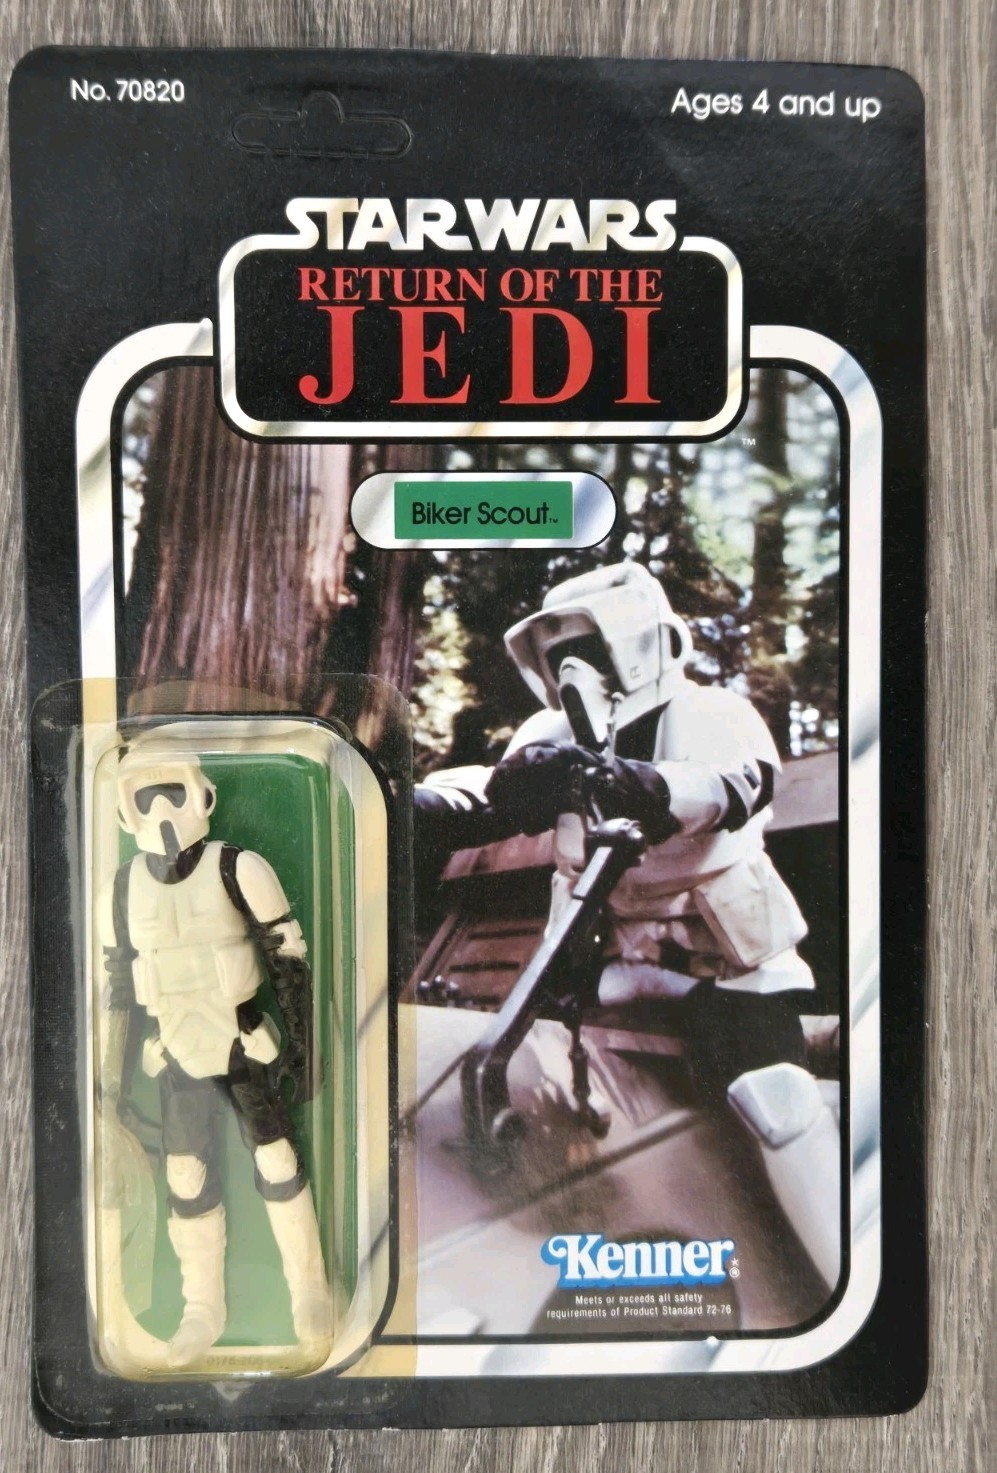 No. 70820
Ages 4 and up
STAR WARS
RETURN OF THE
JEDI
TM
Biker Scout™
Kenner®
Meets or exceeds all safety
requirements of Product Standard 72-76